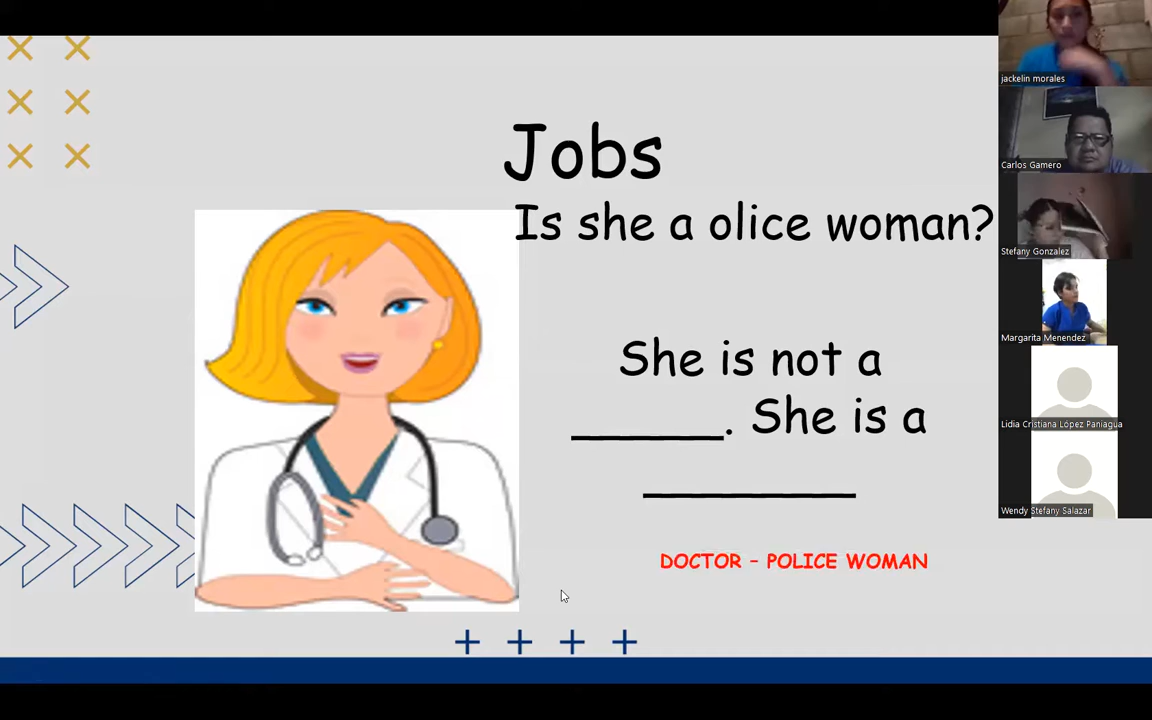 Jobs
Is she a olice woman?
She is not a
______. She is a
________
DOCTOR – POLICE WOMAN
jackelin morales
Carlos Gamero
Stefany Gonzalez
Margarita Menendez
Lidia Cristiana López Paniagua
Wendy Stefany Salazar